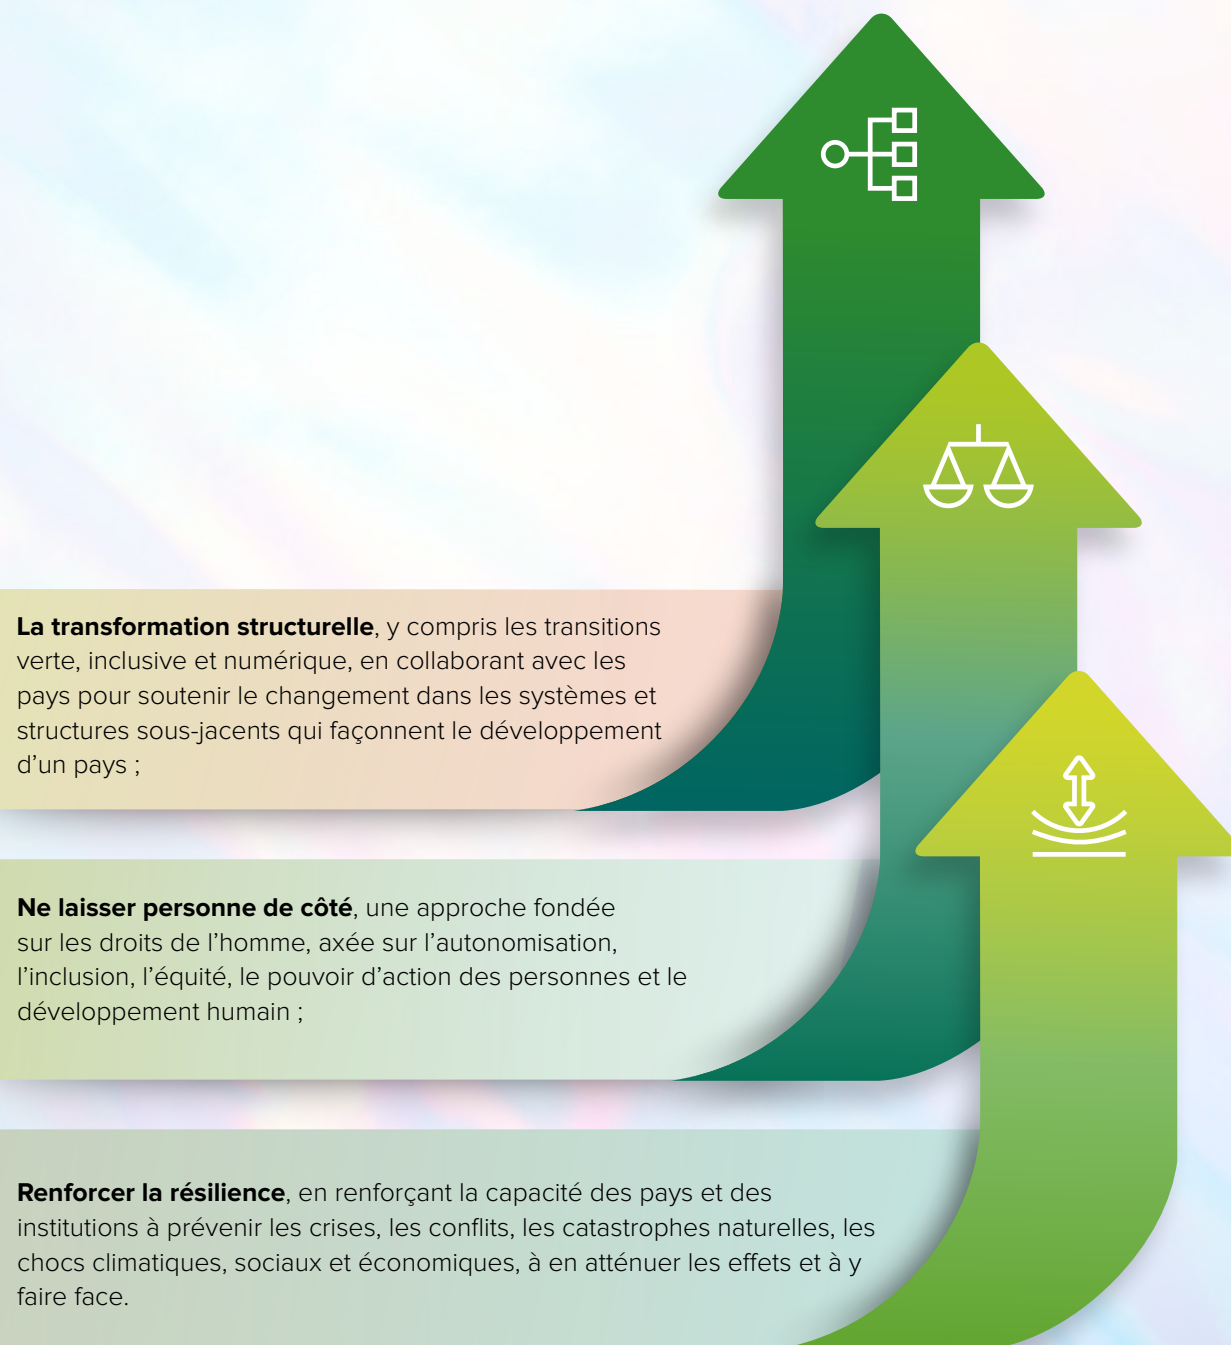 La transformation structurelle, y compris les transitions
verte, inclusive et numérique, en collaborant avec les
pays pour soutenir le changement dans les systèmes et
structures sous-jacents qui façonnent le développement
d’un pays ;
Ne laisser personne de côté, une approche fondée
sur les droits de l’homme, axée sur l’autonomisation,
l’inclusion, l’équité, le pouvoir d’action des personnes et le
développement humain ;
Renforcer la résilience, en renforçant la capacité des pays et des
institutions à prévenir les crises, les conflits, les catastrophes naturelles, les
chocs climatiques, sociaux et économiques, à en atténuer les effets et à y
faire face.